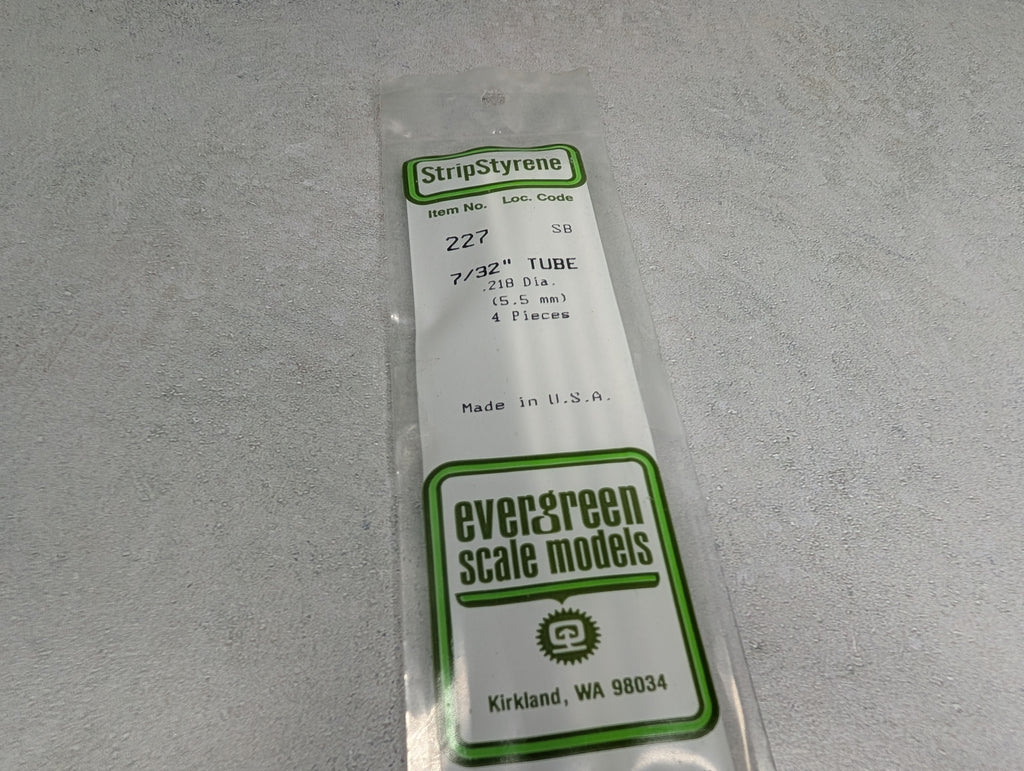 StripStyrene
Item No. Loc. Code
227 SB
7/32" TUBE
.218 Dia.
(5.5 mm)
4 Pieces
Made in U.S.A.
evergreen
scale models
Kirkland, WA 98034